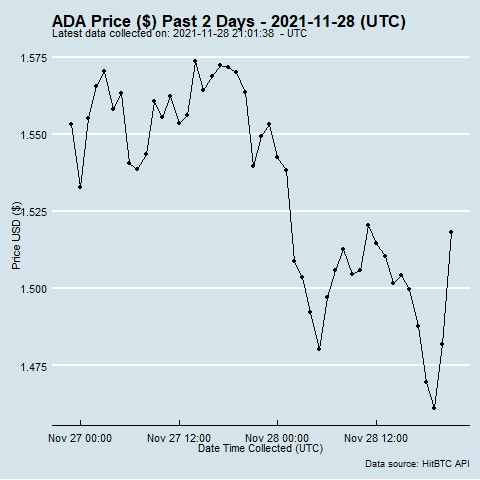 ADA Price ($) Past 2 Days - 2021-11-28 (UTC)
Latest data collected on: 2021-11-28 21:01:38  - UTC
1.575
1.550
1.525
1.500
1.475
Price USD ($)
Nov 27 00:00 Nov 27 12:00 Nov 28 00:00 Nov 28 12:00
Date Time Collected (UTC)
Data source: HitBTC API